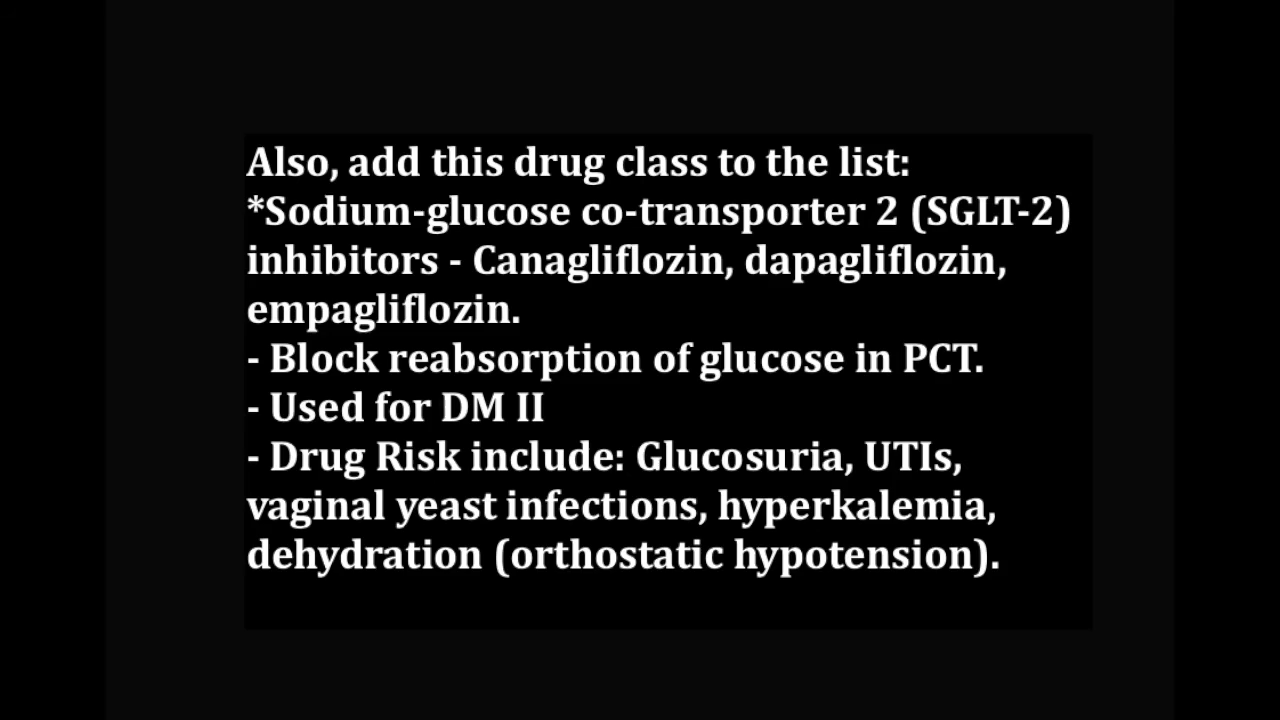 Also, add this drug class to the list:
*Sodium-glucose co-transporter 2 (SGLT-2)
inhibitors - Canagliflozin, dapagliflozin,
empagliflozin.
- Block reabsorption of glucose in PCT.
- Used for DM II
- Drug Risk include: Glucosuria, UTIs,
vaginal yeast infections, hyperkalemia,
dehydration (orthostatic hypotension).